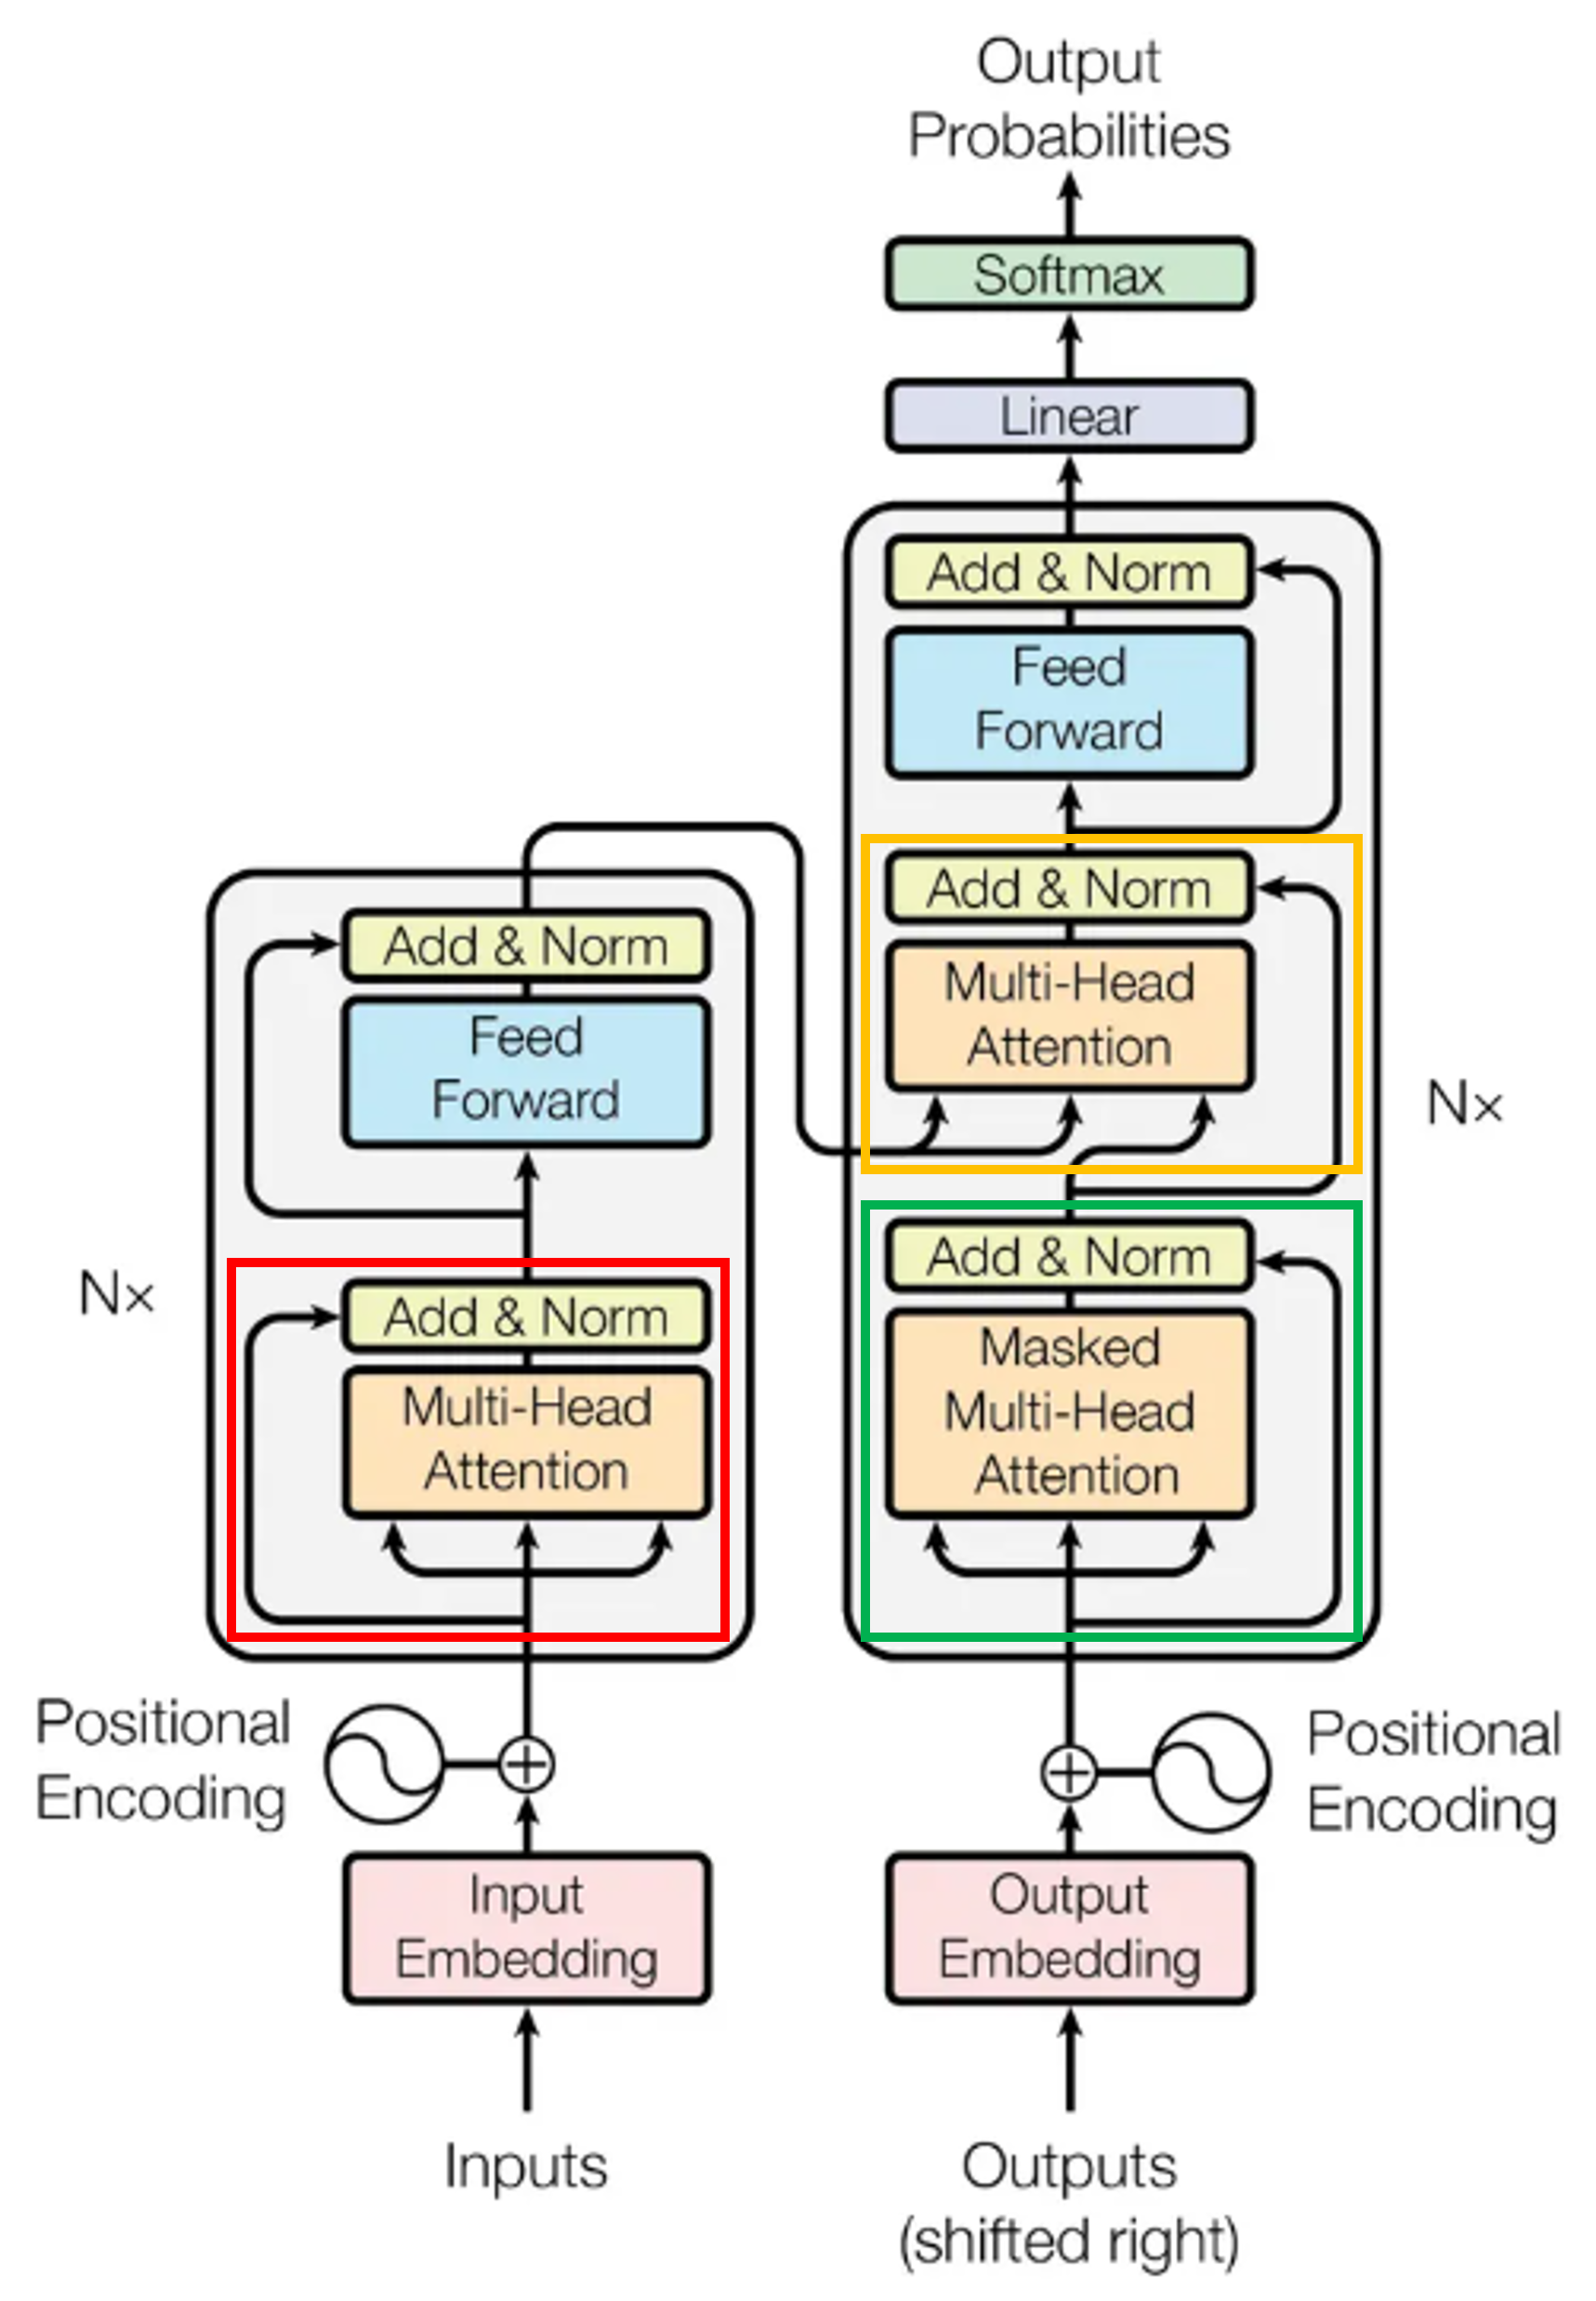 Output
Probabilities
Softmax
Linear
Add & Norm
Feed
Forward
Add & Norm
Multi-Head
Attention
Nx
Add & Norm
Masked
Multi-Head
Attention
Add & Norm
Feed
Forward
Nx
Add & Norm
Multi-Head
Attention
Positional
Encoding
Positional
Encoding
Input
Embedding
Output
Embedding
Inputs
Outputs
(shifted right)